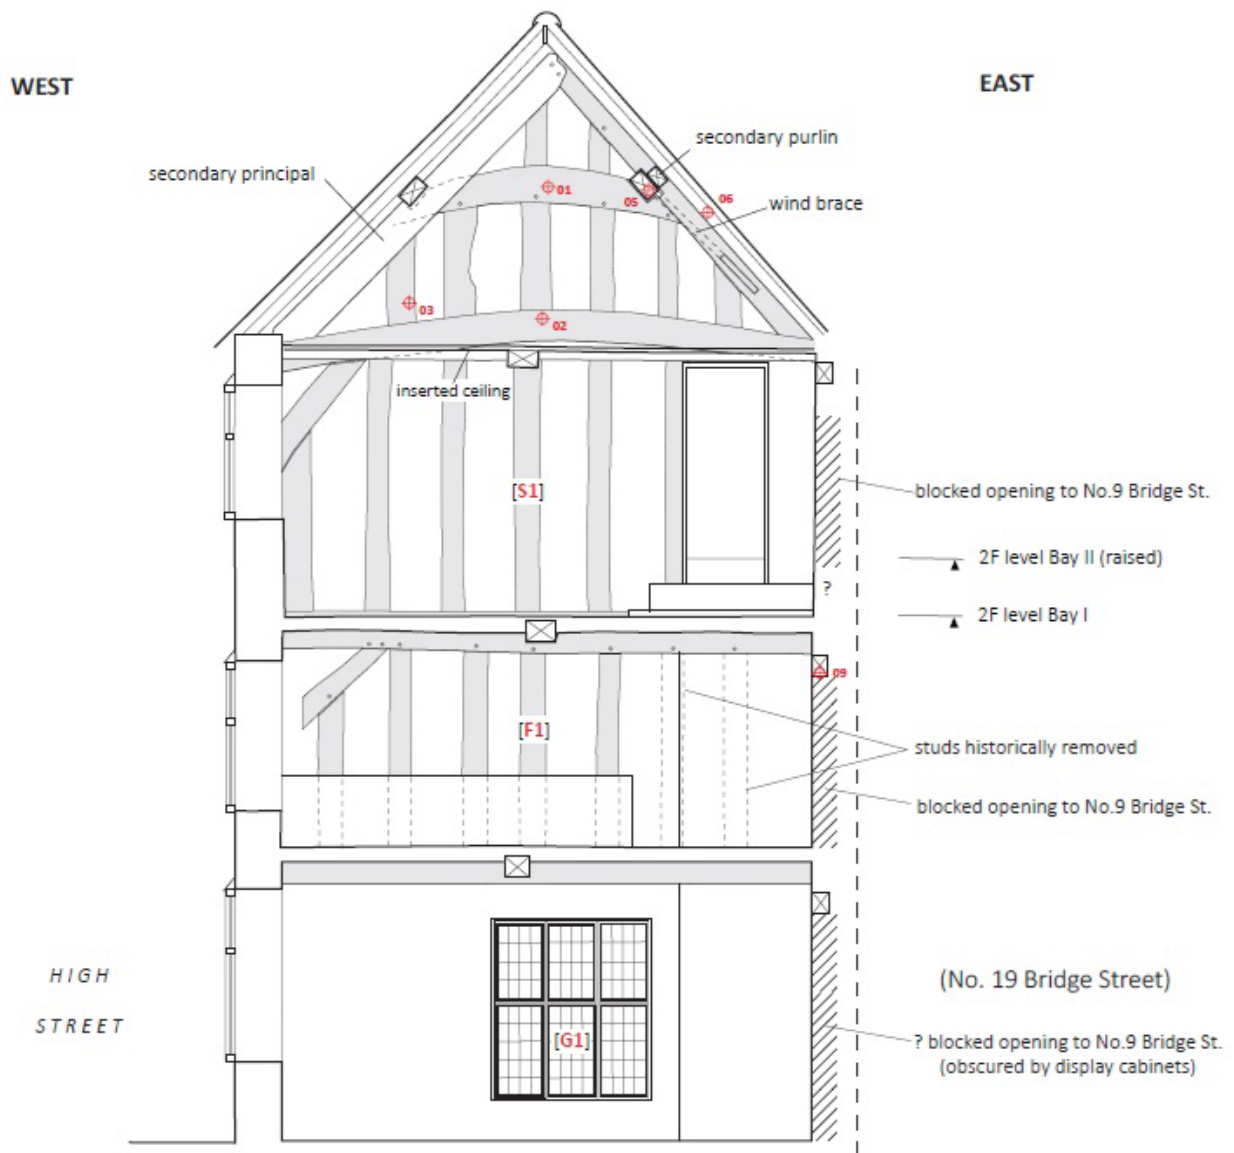 WEST
EAST
secondary purlin
secondary principal
01
05
06
wind brace
03
02
inserted ceiling
[S1]
blocked opening to No.9 Bridge St.
2F level Bay II (raised)
?
2F level Bay I
09
[F1]
studs historically removed
blocked opening to No.9 Bridge St.
HIGH
STREET
(No. 19 Bridge Street)
[G1]
? blocked opening to No.9 Bridge St.
(obscured by display cabinets)